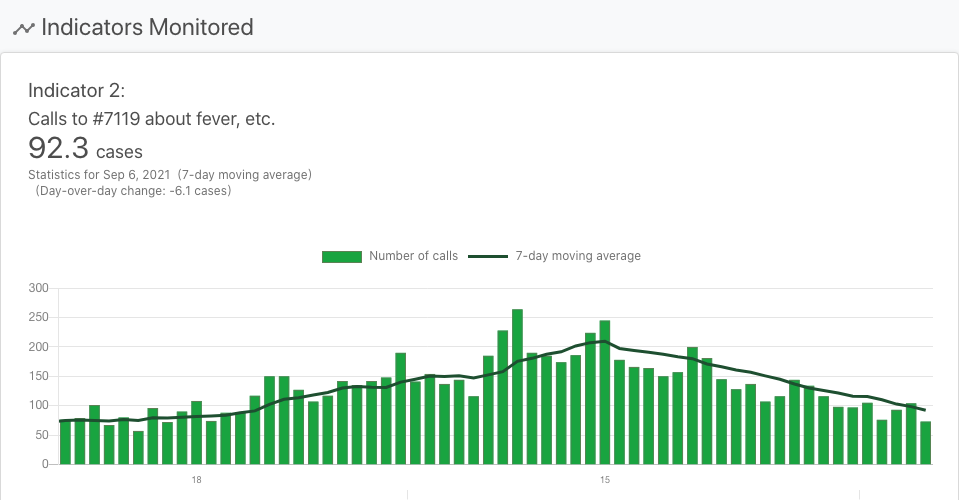 Indicators Monitored
Indicator 2:
Calls to #7119 about fever, etc.
92.3 cases
Statistics for Sep 6, 2021 (7-day moving average)
(Day-over-day change: -6.1 cases)
Number of calls 7-day moving average
300
250
200
150
100
50
0
18 15